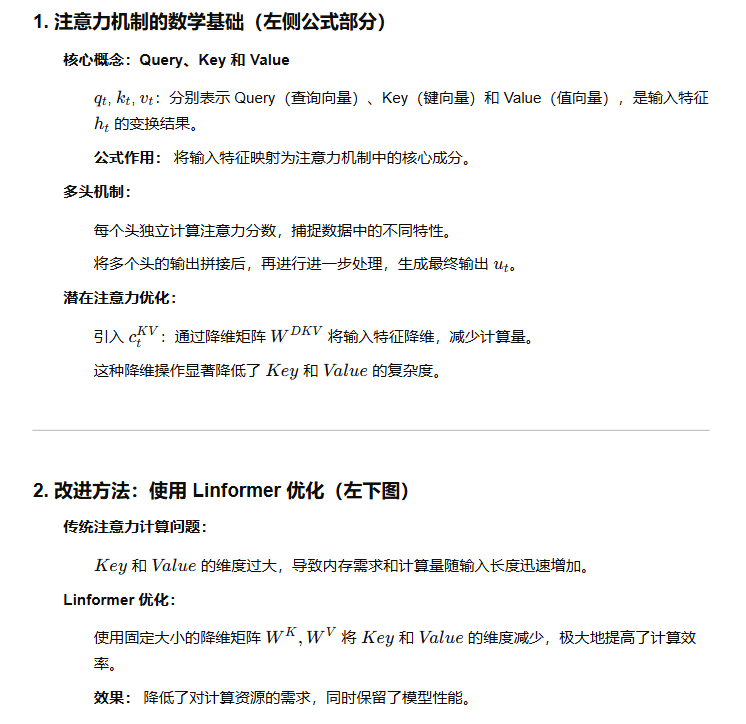 1. 注意力机制的数学基础（左侧公式部分）
核心概念：Query、Key 和 Value
q_t, k_t, v_t：分别表示 Query（查询向量）、Key（键向量）和 Value（值向量），是输入特征
h_t 的变换结果。
公式作用： 将输入特征映射为注意力机制中的核心成分。
多头机制：
每个头独立计算注意力分数，捕捉数据中的不同特性。
将多个头的输出拼接后，再进行进一步处理，生成最终输出 u_t。
潜在注意力优化：
引入 c_t^{KV}：通过降维矩阵 W^{DKV} 将输入特征降维，减少计算量。
这种降维操作显著降低了 Key 和 Value 的复杂度。
2. 改进方法：使用 Linformer 优化（左下图）
传统注意力计算问题：
Key 和 Value 的维度过大，导致内存需求和计算量随输入长度迅速增加。
Linformer 优化：
使用固定大小的降维矩阵 W^K, W^V 将 Key 和 Value 的维度减少，极大地提高了计算效
率。
效果： 降低了对计算资源的需求，同时保留了模型性能。